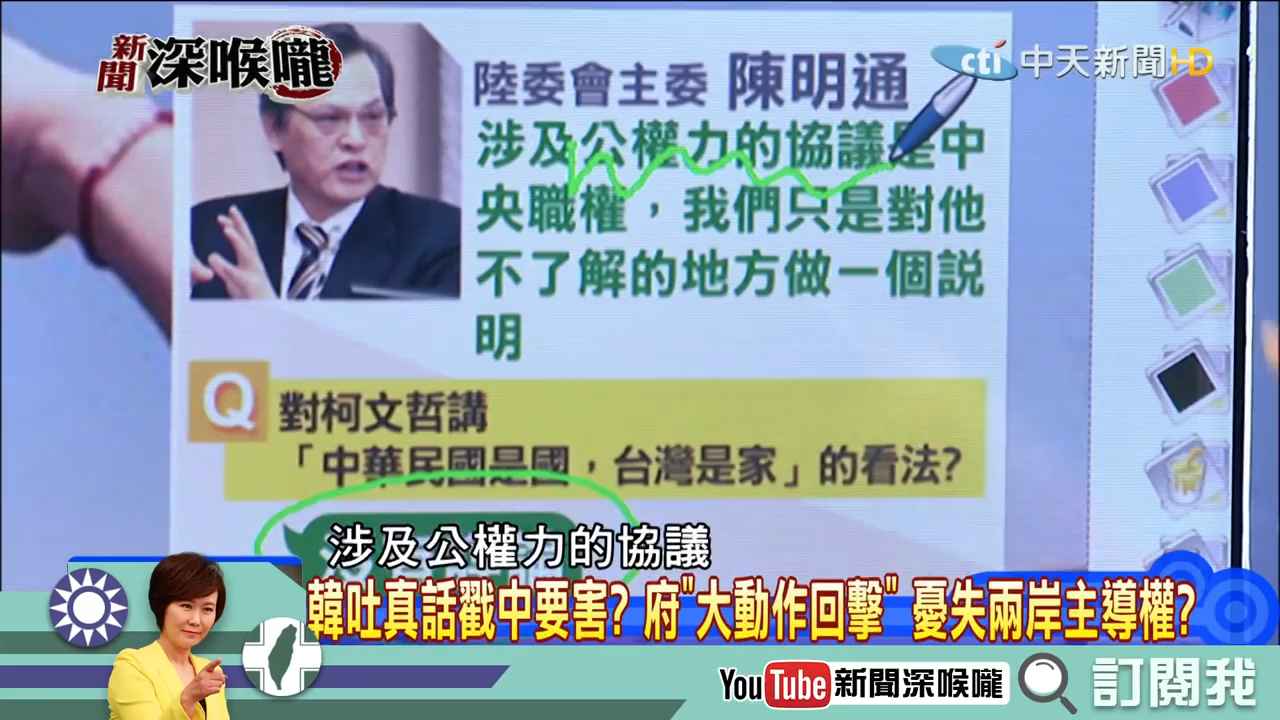 新聞深喉嚨
cti中天新聞HD
陸委會主委 陳明通
涉及公權力的協議是中
央職權，我們只是對他
不了解的地方做一個説
明
Q
對柯文哲講
「中華民國是國，台灣是家」的看法?
涉及公權力的協議
韓吐真話戳中要害? 府"大動作回擊" 憂失兩岸主導權?
YouTube新聞深喉嚨
訂閱我